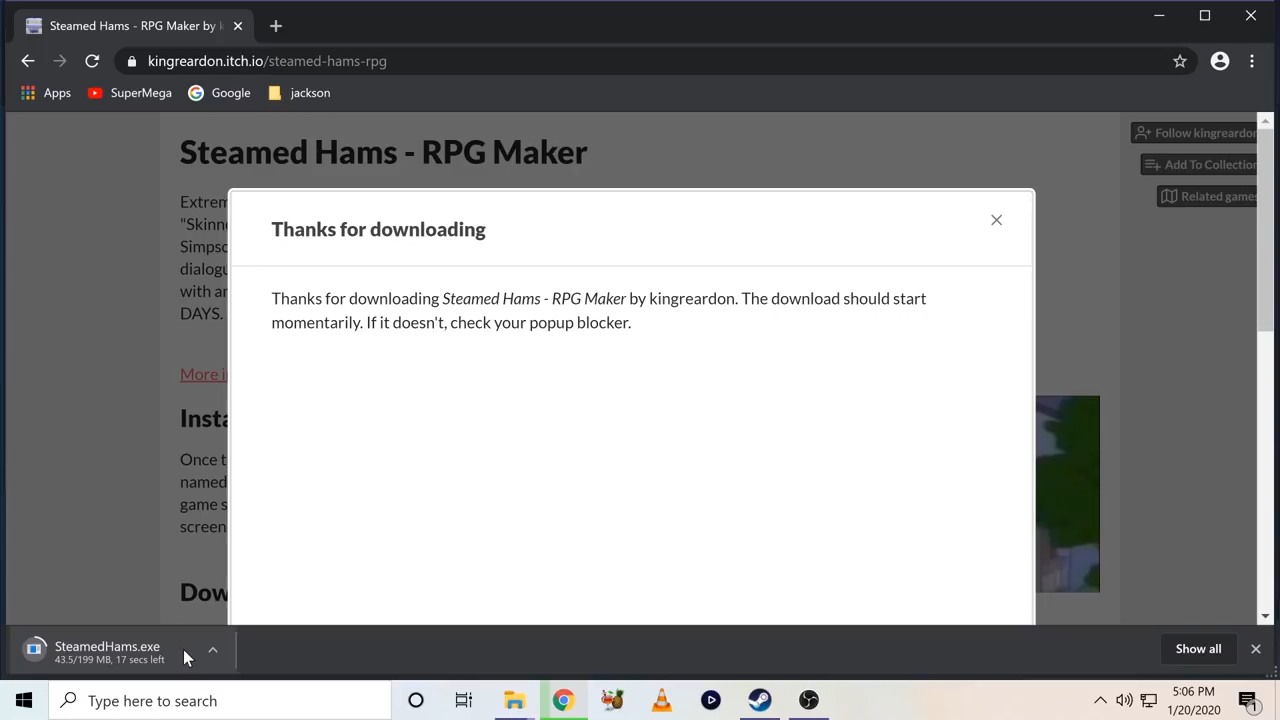 Steamed Hams - RPG Maker by
kingreardon.itch.io/steamed-hams-rpg
Apps SuperMega Google jackson
Steamed Hams - RPG Maker
Follow kingreardon
Add To Collection
Related games
Extrem
"Skinn
Simpso
dialogu
with a
DAYS.
More i
Insta
Once t
named
game s
screen
Dow
Thanks for downloading
Thanks for downloading Steamed Hams - RPG Maker by kingreardon. The download should start
momentarily. If it doesn't, check your popup blocker.
SteamedHams.exe
43.5/199 MB, 17 secs left
Show all
Type here to search
5:06 PM
1/20/2020
1